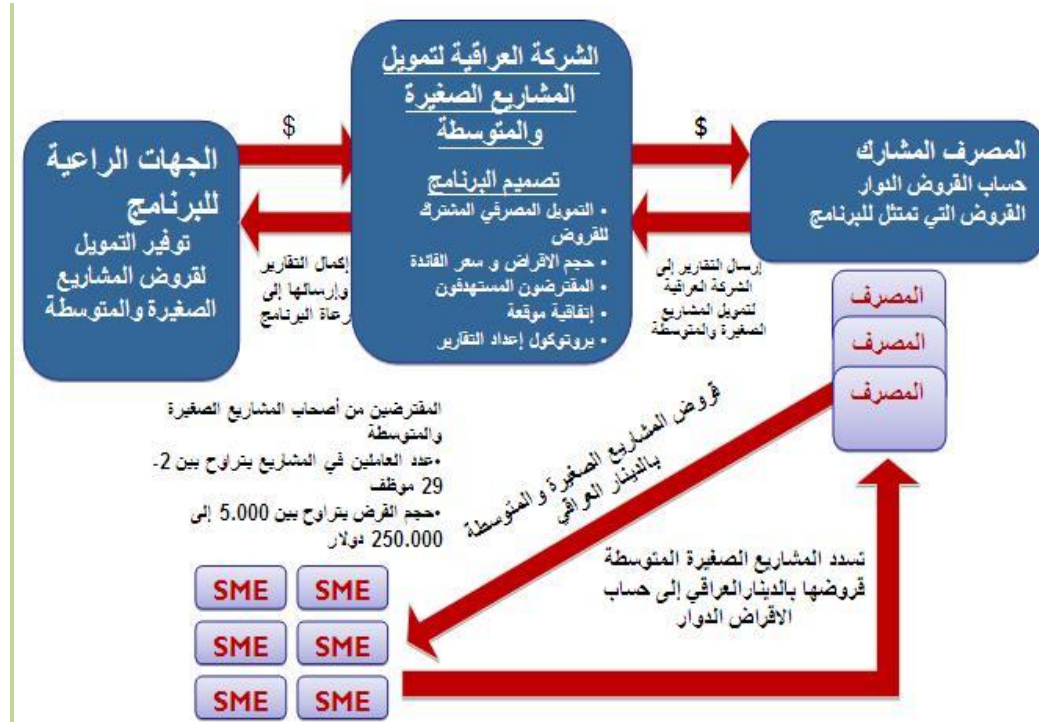 الشركة العراقية لتمويل
المشاريع الصغيرة
والمتوسطة
تصميم البرنامج
• التمويل المصرفي المشترك
للقروض
• حجم الاقراض و سعر الفائدة
• المقترضون المستهدفون
• إتفاقية موقعة
• بروتوكول إعداد التقارير
$
$
المصرف المشارك
حساب القروض الدوار
القروض التي تمتثل للبرنامج
الجهات الراعية
للبرنامج
توفير التمويل
لقروض المشاريع
الصغيرة والمتوسطة
إكمال التقارير
وإرسالها إلى
رعاة البرنامج
إرسال التقارير إلى
الشركة العراقية
لتمويل المشاريع
الصغيرة والمتوسطة
المصرف
المصرف
المصرف
المقترضين من أصحاب المشاريع الصغيرة
والمتوسطة
•عدد العاملين في المشاريع يتراوح بين 2-
29 موظف
•حجم القرض يتراوح بين 5.000 إلى
250.000 دولار
قروض المشاريع الصغيرة والمتوسطة
بالدينار العراقي
تسدد المشاريع الصغيرة المتوسطة
قروضها بالدينارالعراقي إلى حساب
الاقراض الدوار
SME SME
SME SME
SME SME